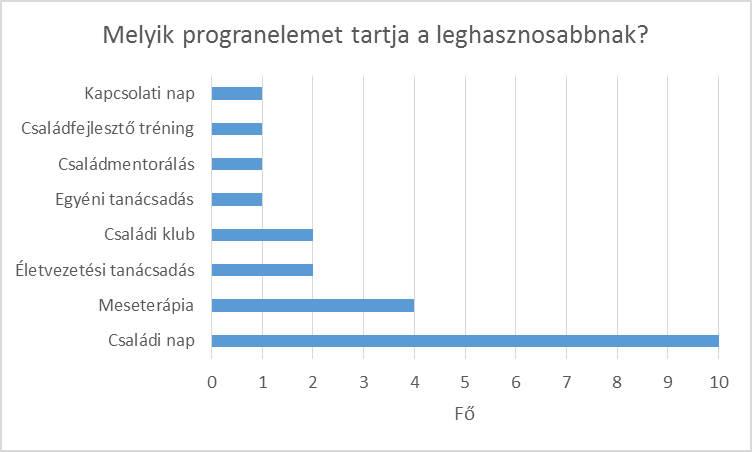 Melyik progranelemet tartja a leghasznosabbnak?
Kapcsolati nap
Családfejlesztő tréning
Családmentorálás
Egyéni tanácsadás
Családi klub
Életvezetési tanácsadás
Meseterápia
Családi nap
0 1 2 3 4 5 6 7 8 9 10
Fő